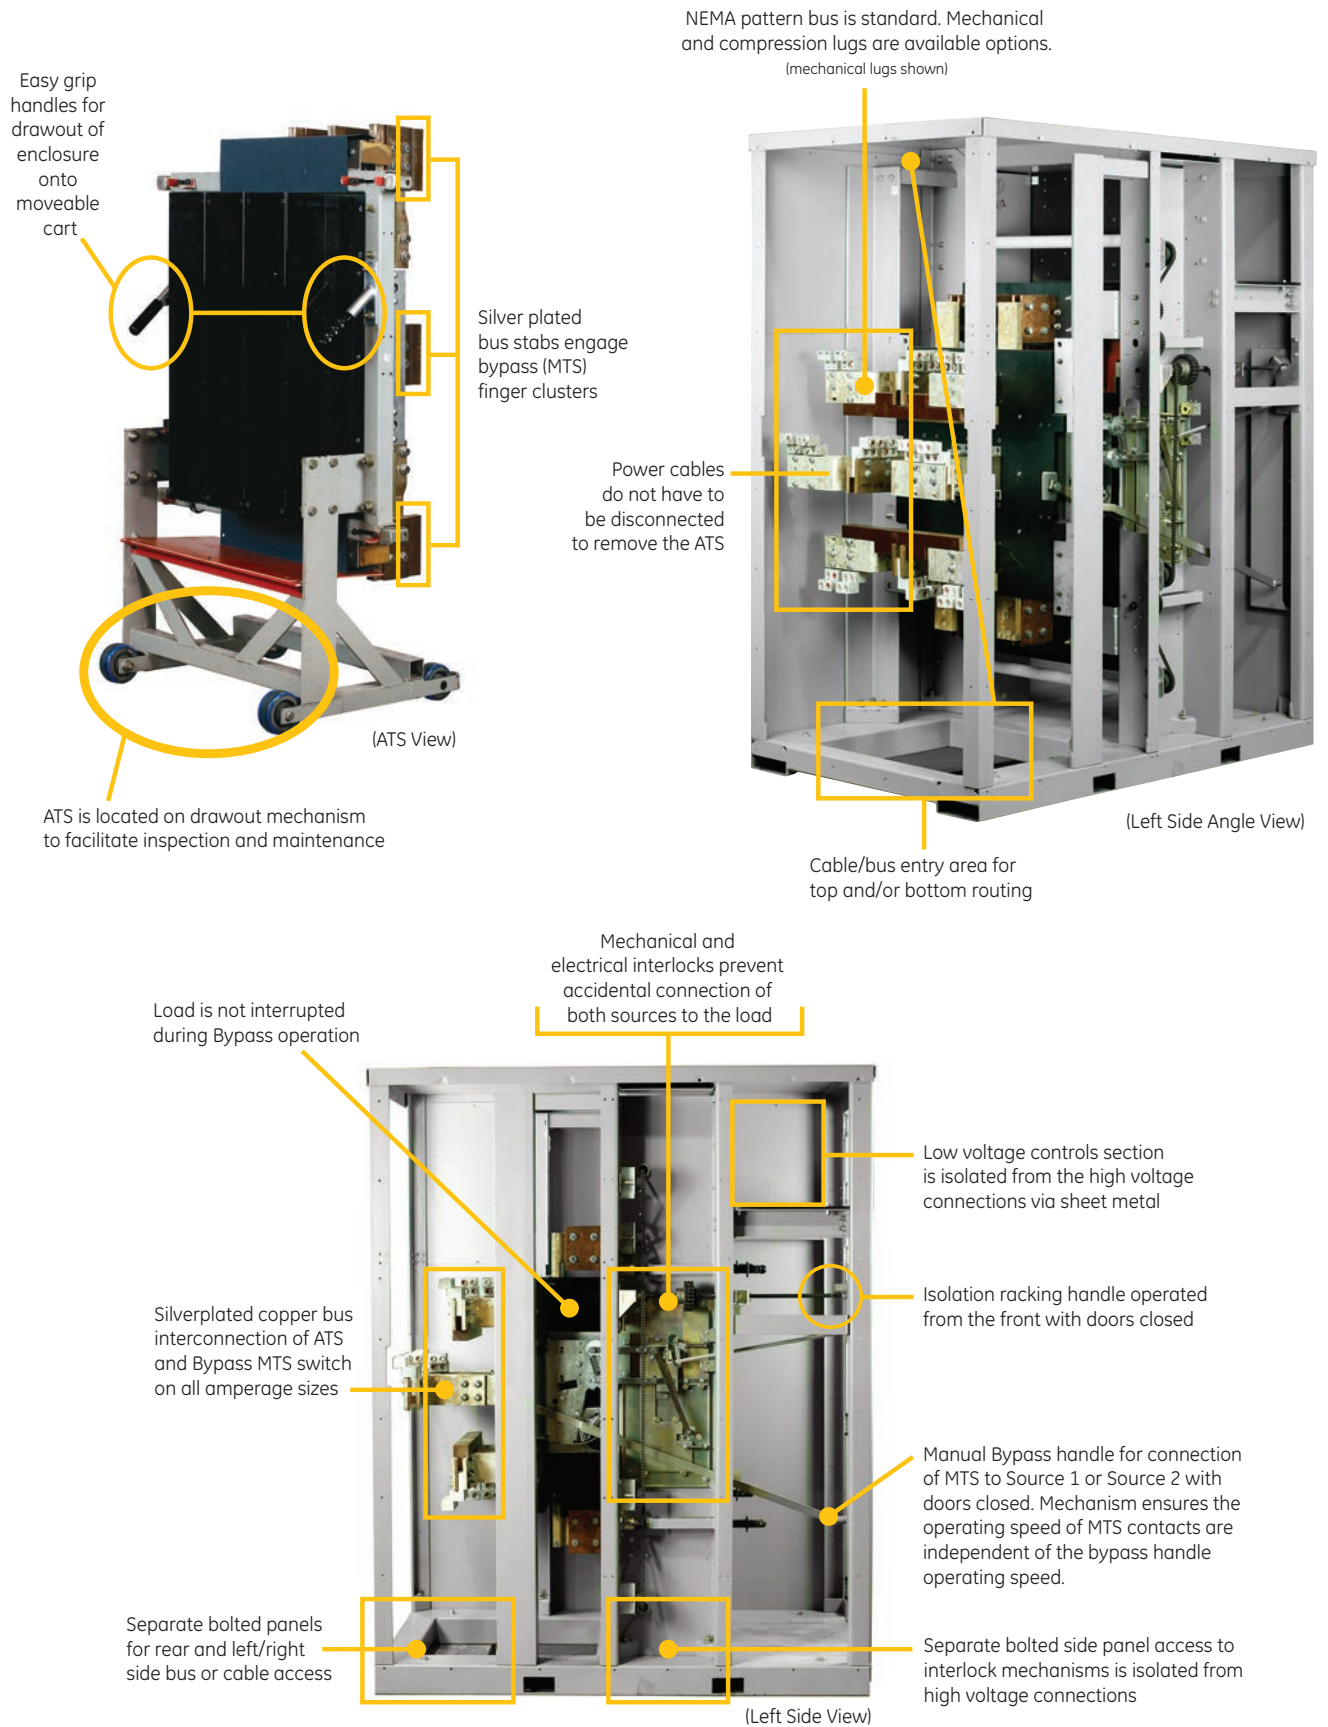 NEMA pattern bus is standard. Mechanical
and compression lugs are available options.
(mechanical lugs shown)
Easy grip
handles for
drawout of
enclosure
onto
moveable
cart
Silver plated
bus stabs engage
bypass (MTS)
finger clusters
Power cables
do not have to
be disconnected
to remove the ATS
(ATS View)
ATS is located on drawout mechanism
to facilitate inspection and maintenance
(Left Side Angle View)
Cable/bus entry area for
top and/or bottom routing
Mechanical and
electrical interlocks prevent
accidental connection of
both sources to the load
Load is not interrupted
during Bypass operation
Low voltage controls section
is isolated from the high voltage
connections via sheet metal
Isolation racking handle operated
from the front with doors closed
Silverplated copper bus
interconnection of ATS
and Bypass MTS switch
on all amperage sizes
Manual Bypass handle for connection
of MTS to Source 1 or Source 2 with
doors closed. Mechanism ensures the
operating speed of MTS contacts are
independent of the bypass handle
operating speed.
Separate bolted panels
for rear and left/right
side bus or cable access
Separate bolted side panel access to
interlock mechanisms is isolated from
high voltage connections
(Left Side View)